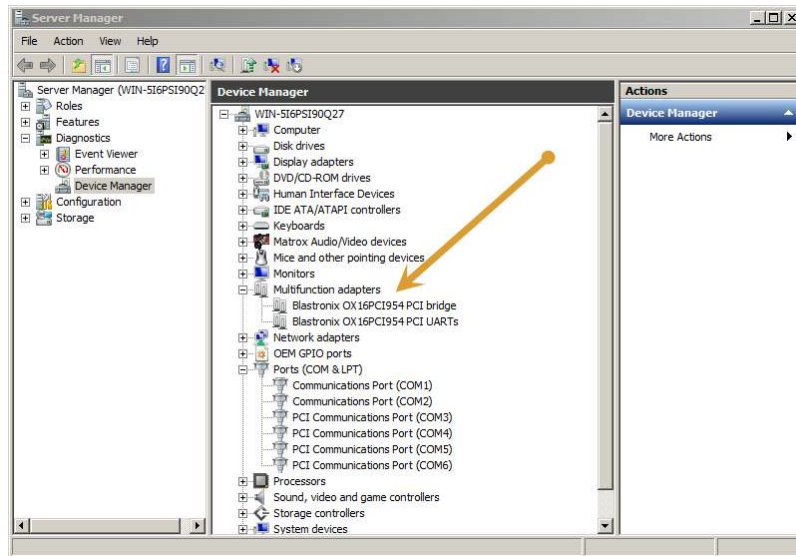 Server Manager
File Action View Help
Server Manager (WIN-5I6PSI90Q2
Roles
Features
Diagnostics
Event Viewer
Performance
Device Manager
Configuration
Storage
Device Manager
WIN-5I6PSI90Q27
Computer
Disk drives
Display adapters
DVD/CD-ROM drives
Human Interface Devices
IDE ATA/ATAPI controllers
Keyboards
Matrox Audio/Video devices
Mice and other pointing devices
Monitors
Multifunction adapters
Blastronix OX16PCI954 PCI bridge
Blastronix OX16PCI954 PCI UARTs
Network adapters
OEM GPIO ports
Ports (COM & LPT)
Communications Port (COM1)
Communications Port (COM2)
PCI Communications Port (COM3)
PCI Communications Port (COM4)
PCI Communications Port (COM5)
PCI Communications Port (COM6)
Processors
Sound, video and game controllers
Storage controllers
System devices
Actions
Device Manager
More Actions